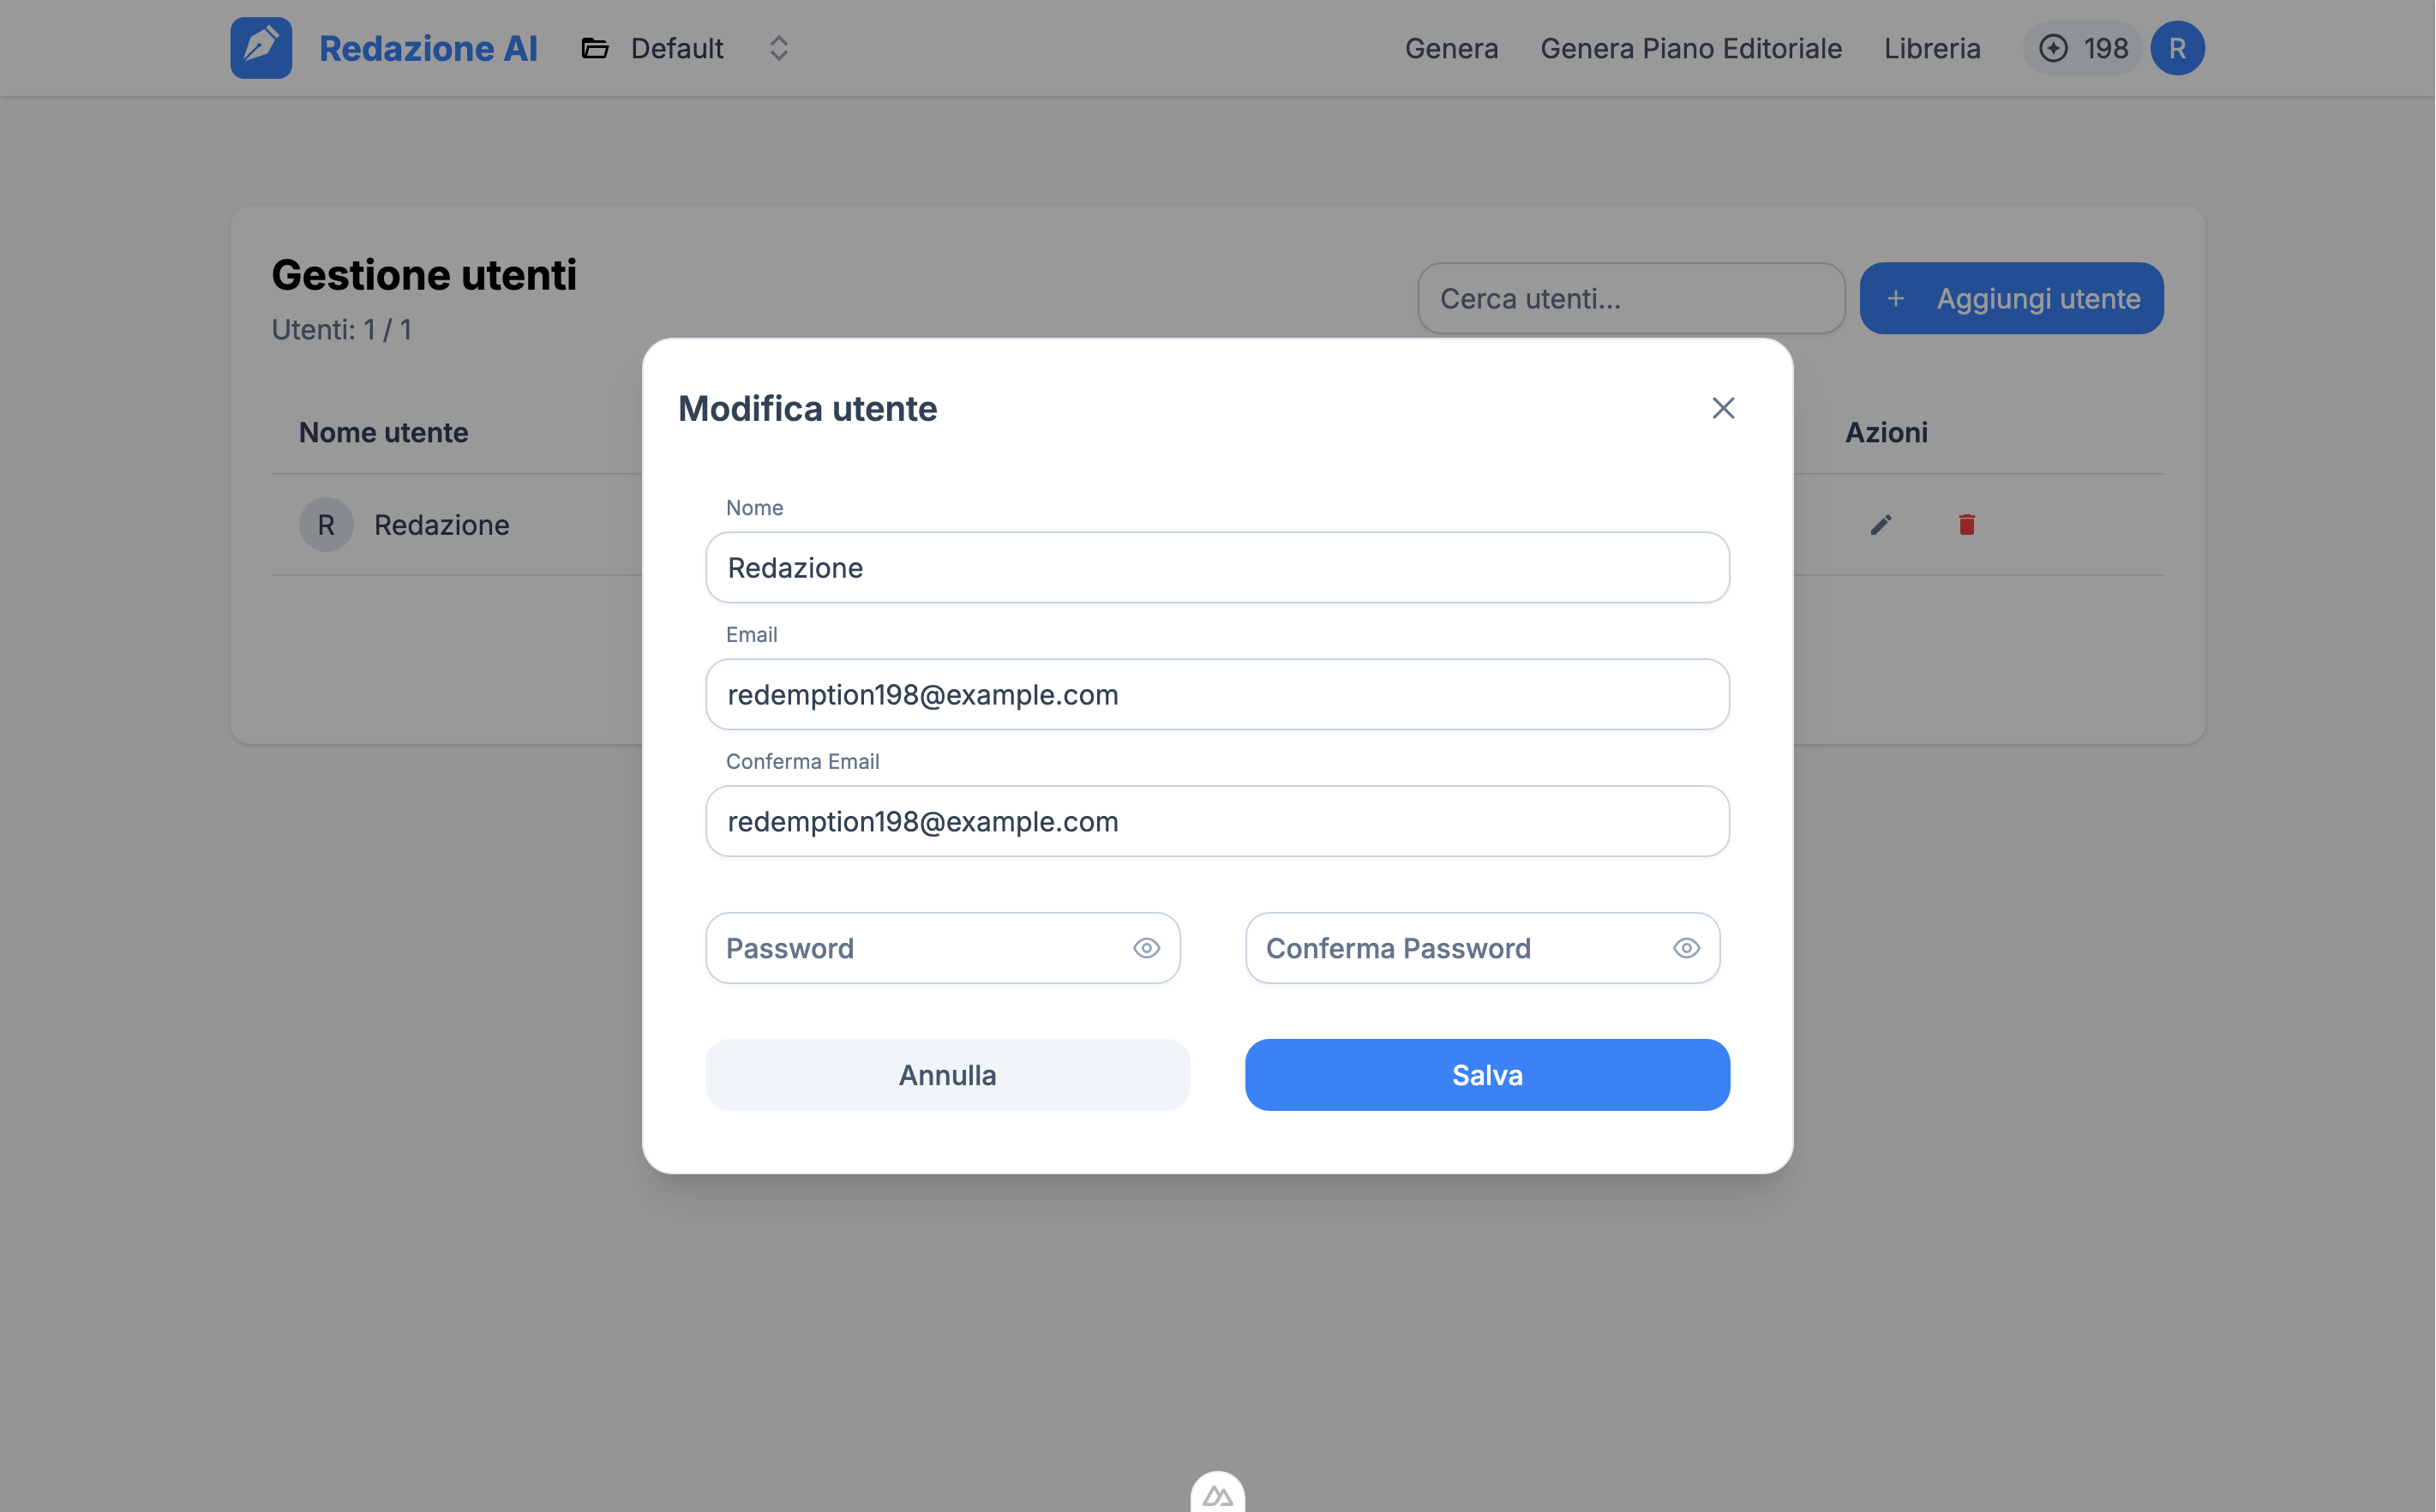 Redazione AI Default Genera Genera Piano Editoriale Libreria 198 R
Gestione utenti
Utenti: 1 / 1
Cerca utenti...
+ Aggiungi utente
Nome utente
Azioni
R Redazione
Modifica utente
Nome
Redazione
Email
redemption198@example.com
Conferma Email
redemption198@example.com
Password
Conferma Password
Annulla
Salva